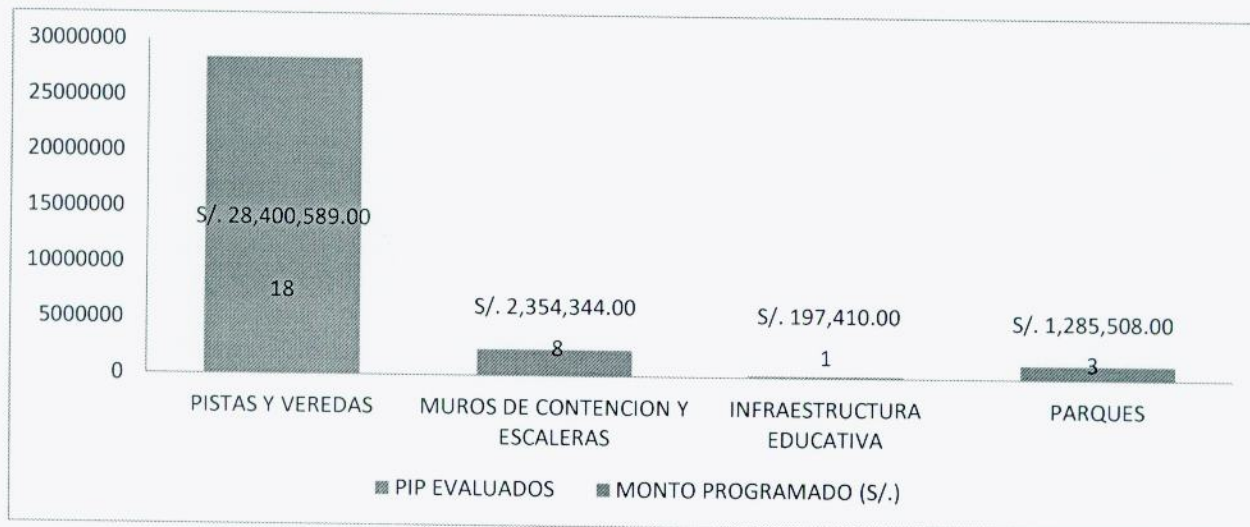 30000000
25000000
20000000
15000000
10000000
5000000
0
S/. 28,400,589.00
18
S/. 2,354,344.00
8
S/. 197,410.00
1
S/. 1,285,508.00
3
PISTAS Y VEREDAS
MUROS DE CONTENCION Y
ESCALERAS
INFRAESTRUCTURA
EDUCATIVA
PARQUES
PIP EVALUADOS
MONTO PROGRAMADO (S/.)